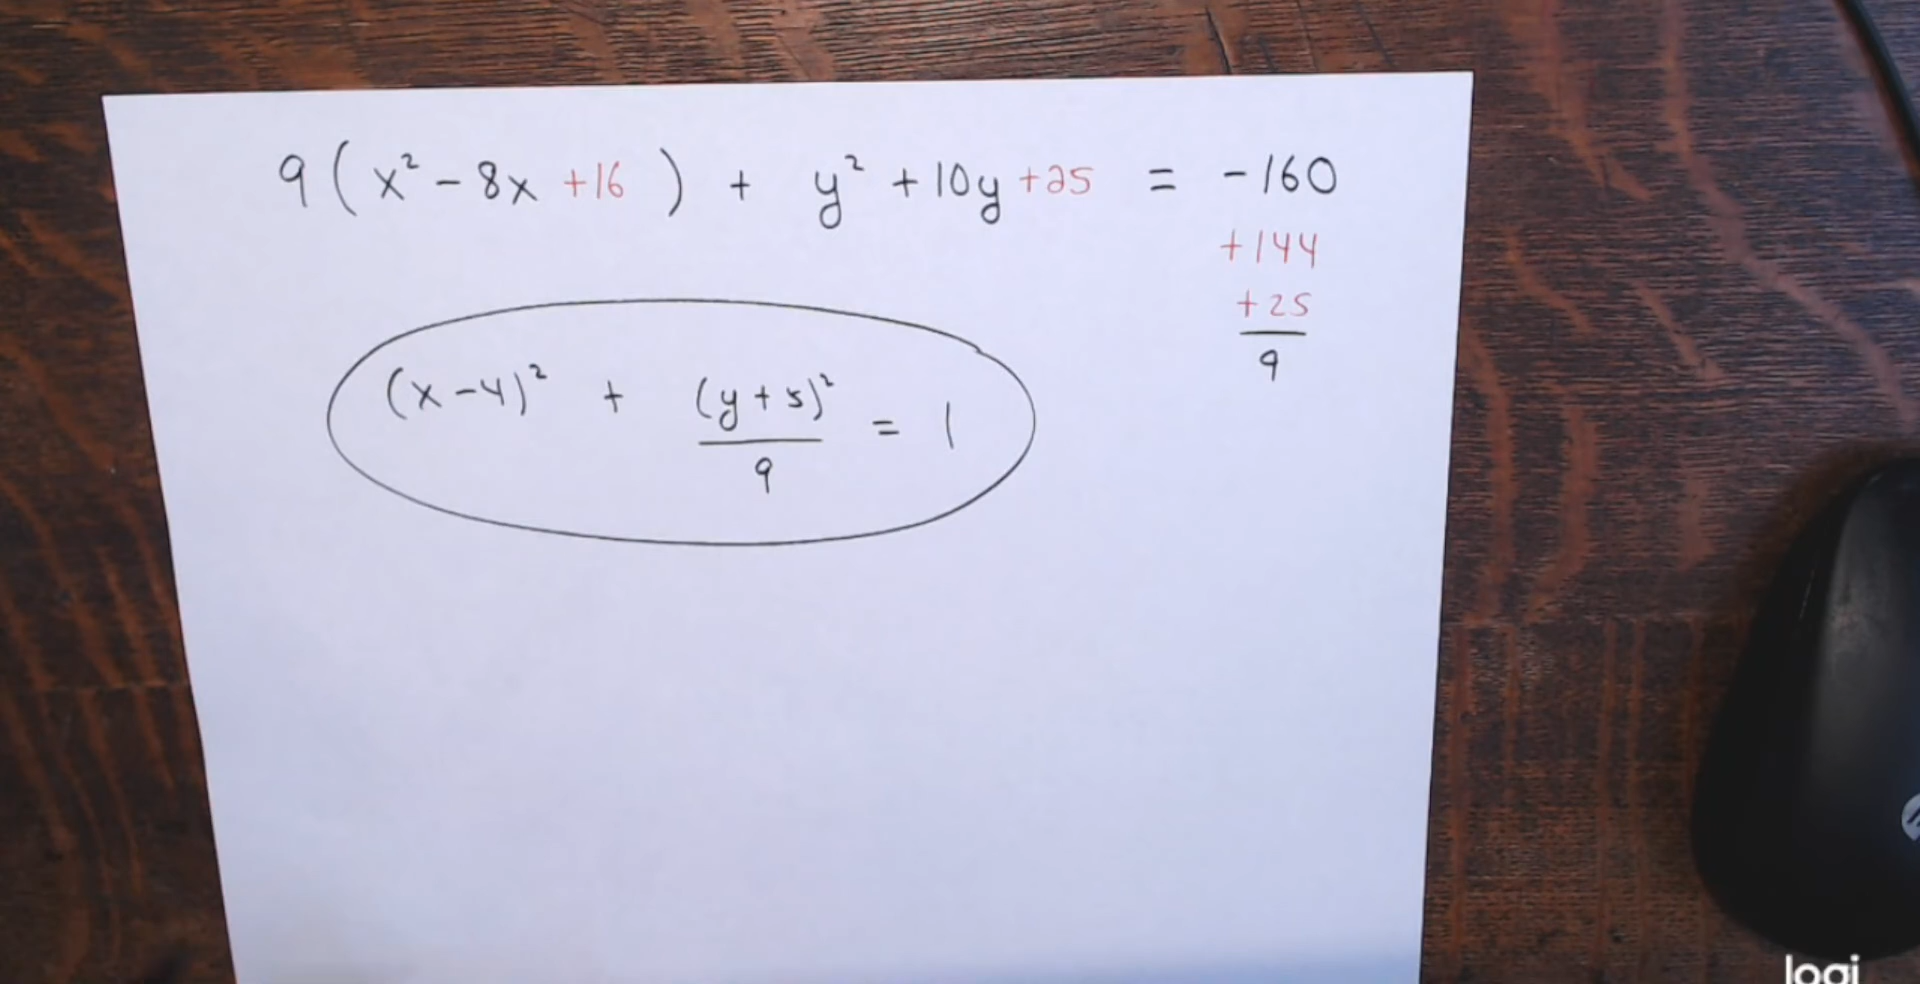 9 ( x² - 8x +16 ) + y² + 10y +25 = -160
+144
+25
9
(x - 4)² + (y + 5)² = 1
9
logi